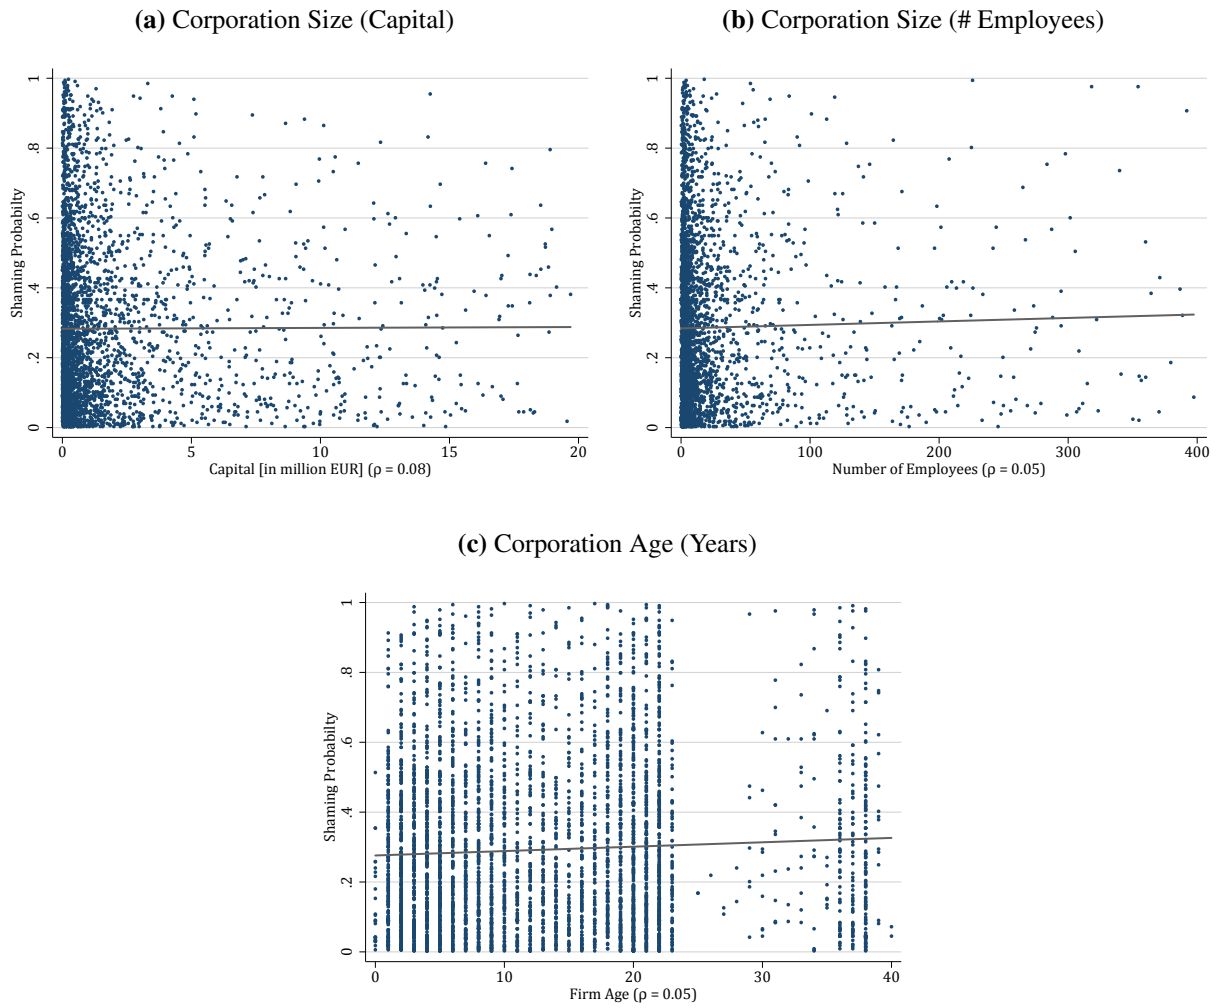 (a) Corporation Size (Capital)
1
.8
.6
.4
.2
0
Shaming Probabilty
0 5 10 15 20
Capital [in million EUR] (ρ = 0.08)
(b) Corporation Size (# Employees)
1
.8
.6
.4
.2
0
Shaming Probabilty
0 100 200 300 400
Number of Employees (ρ = 0.05)
(c) Corporation Age (Years)
1
.8
.6
.4
.2
0
Shaming Probabilty
0 10 20 30 40
Firm Age (ρ = 0.05)